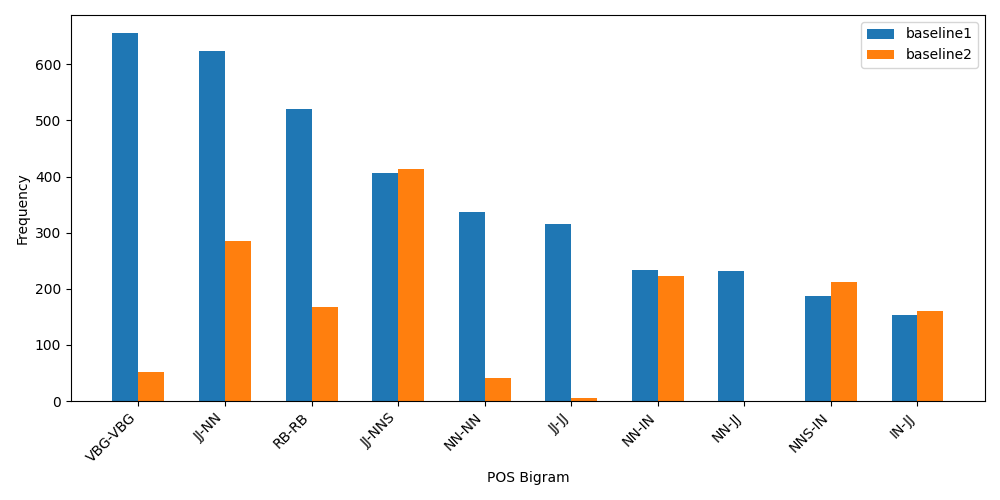 baseline1
baseline2
Frequency
600
500
400
300
200
100
0
VBG-VBG
JJ-NN
RB-RB
JJ-NNS
NN-NN
JJ-JJ
NN-IN
NN-JJ
NNS-IN
IN-JJ
POS Bigram